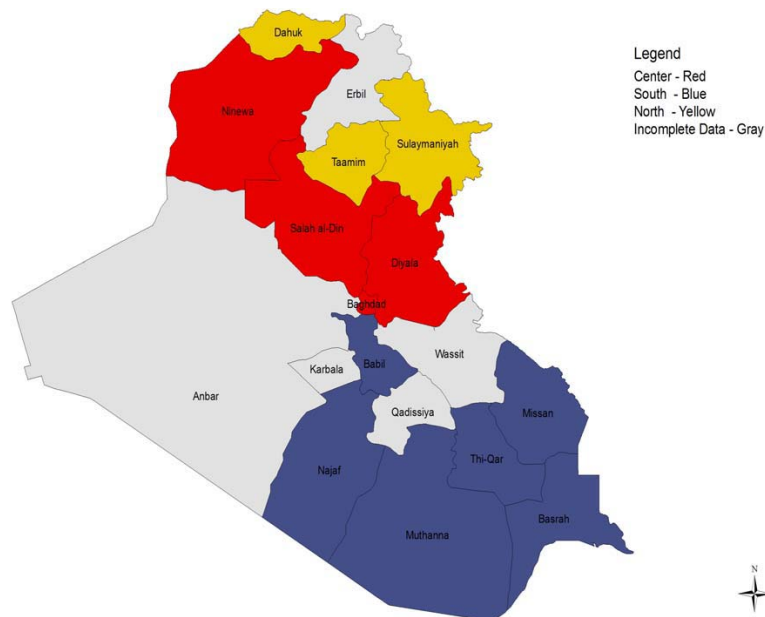 Dahuk
Legend
Center - Red
South - Blue
North - Yellow
Incomplete Data - Gray
Erbil
Ninewa
Sulaymaniyah
Taamim
Salah al-Din
Diyala
Baghdad
Wassit
Babil
Karbala
Anbar
Qadissiya
Missan
Thi-Qar
Najaf
Basrah
Muthanna
N